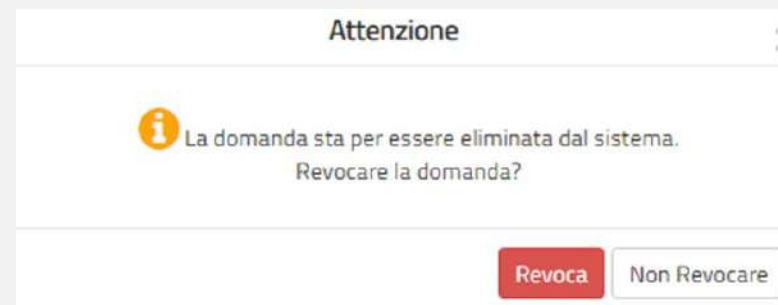 Attenzione
La domanda sta per essere eliminata dal sistema.
Revocare la domanda?
Revoca
Non Revocare